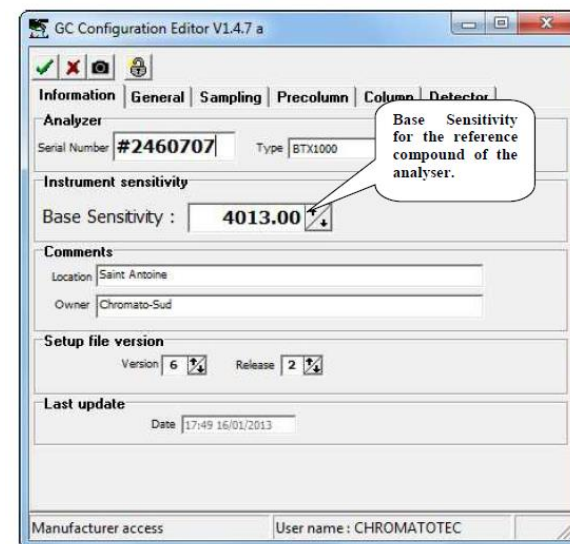 GC Configuration Editor V1.4.7 a
Information General Sampling Precolumn Column Detector
Base Sensitivity
for the reference
compound of the
analyser.
Analyzer
Serial Number #2460707 Type BTX1000
Instrument sensitivity
Base Sensitivity : 4013.00
Comments
Location Saint Antoine
Owner Chromato-Sud
Setup file version
Version 6 Release 2
Last update
Date 17:49 16/01/2013
Manufacturer access User name : CHROMATOTEC